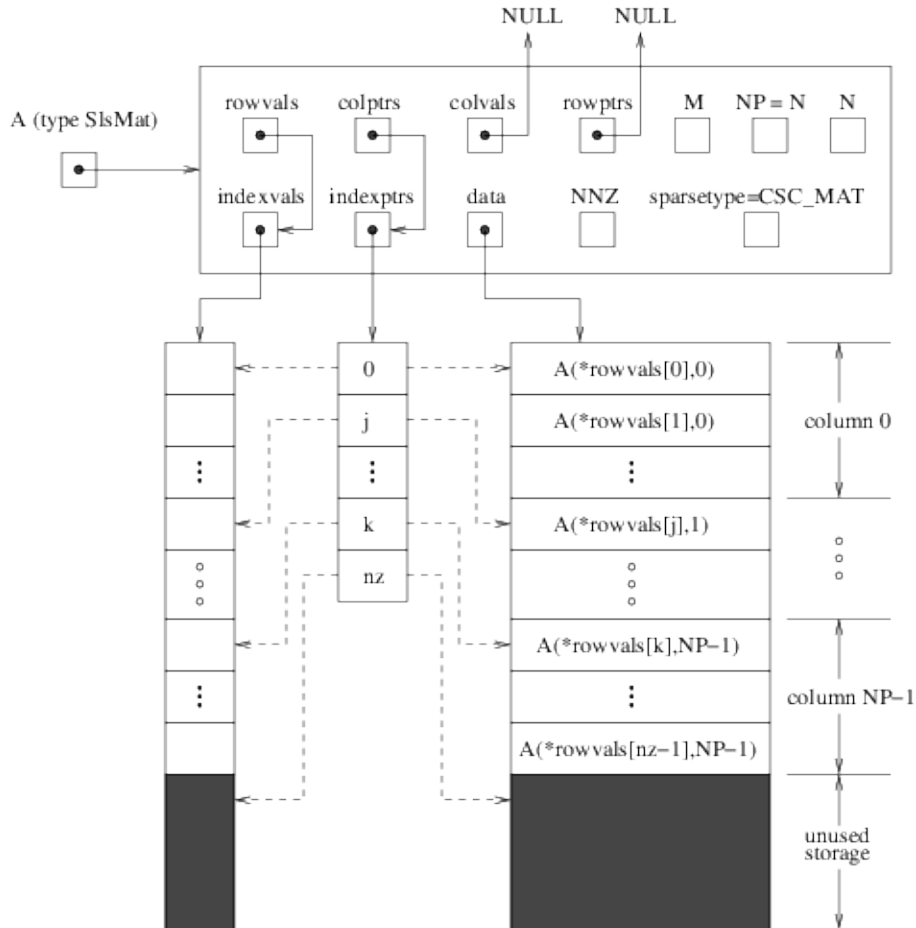 NULL NULL
rowvals colptrs colvals rowptrs M NP = N N
A (type SlsMat)
indexvals indexptrs data NNZ sparsetype=CSC_MAT
0 A(*rowvals[0],0)
j A(*rowvals[1],0) column 0
k A(*rowvals[j],1)
nz
A(*rowvals[k],NP−1)
column NP−1
A(*rowvals[nz−1],NP−1)
unused
storage